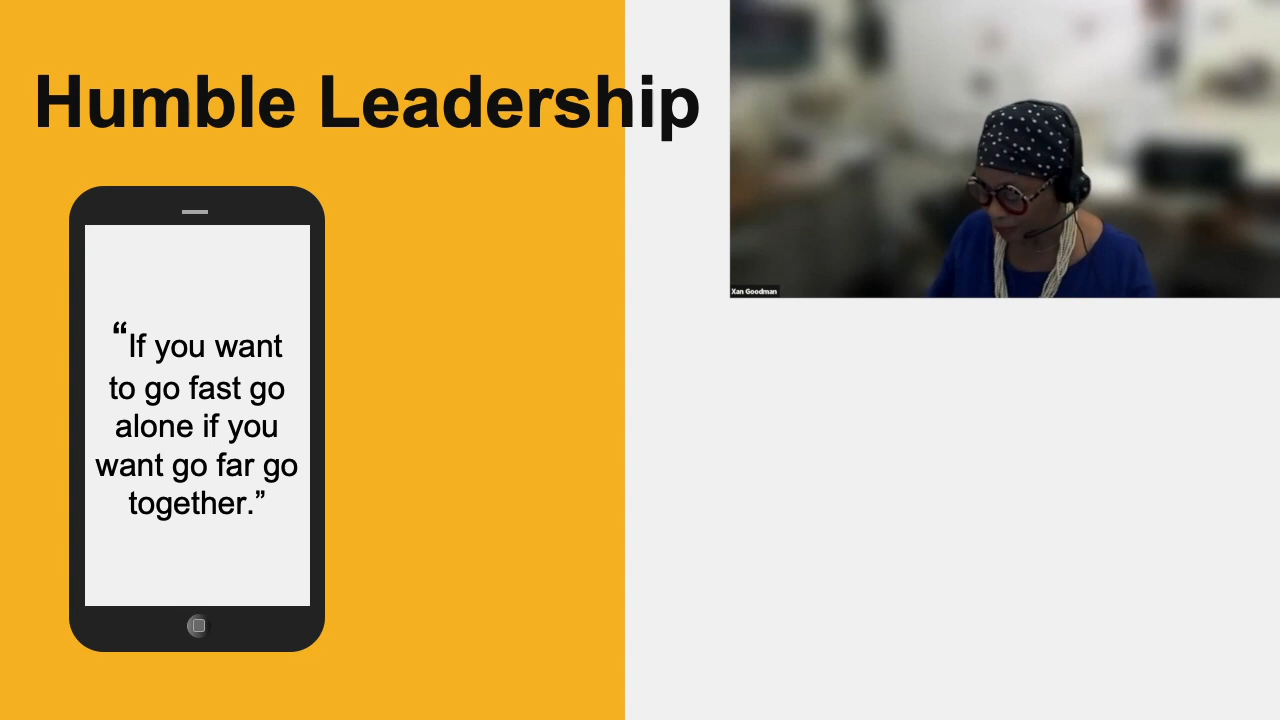 Humble Leadership
“If you want
to go fast go
alone if you
want go far go
together.”
Xan Goodman